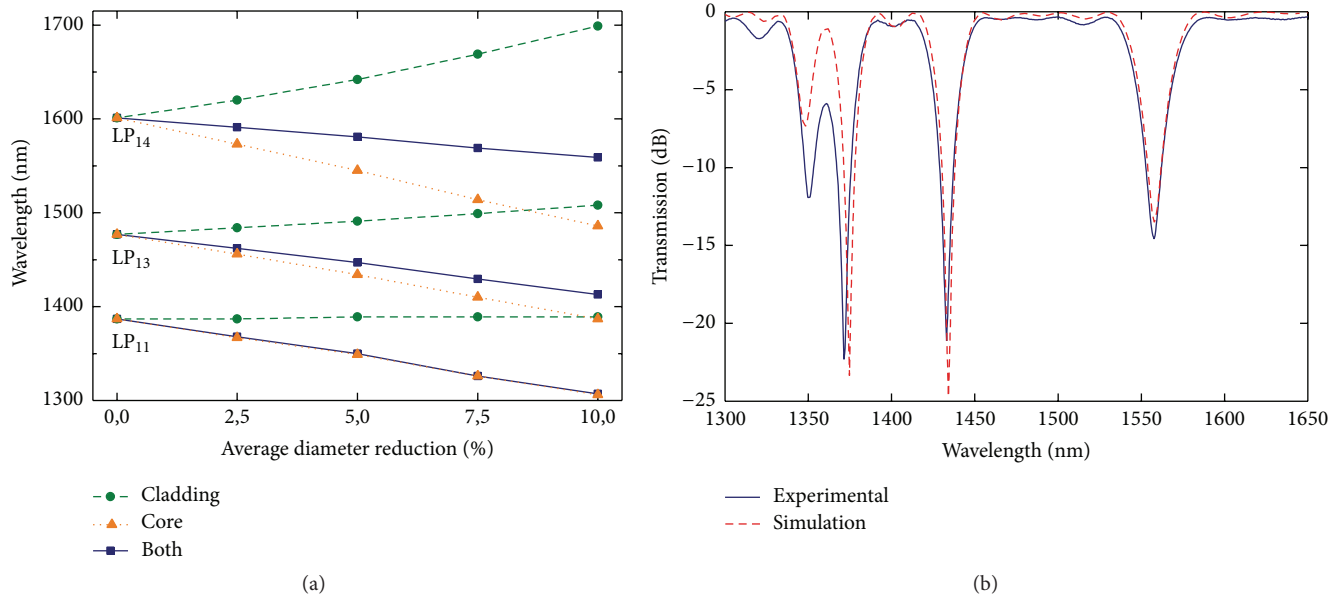 1700
1600
1500
1400
1300
Wavelength (nm)
LP14
LP13
LP11
0,0 2,5 5,0 7,5 10,0
Average diameter reduction (%)
Cladding
Core
Both
(a)
0
−5
−10
−15
−20
−25
Transmission (dB)
1300 1350 1400 1450 1500 1550 1600 1650
Wavelength (nm)
Experimental
Simulation
(b)